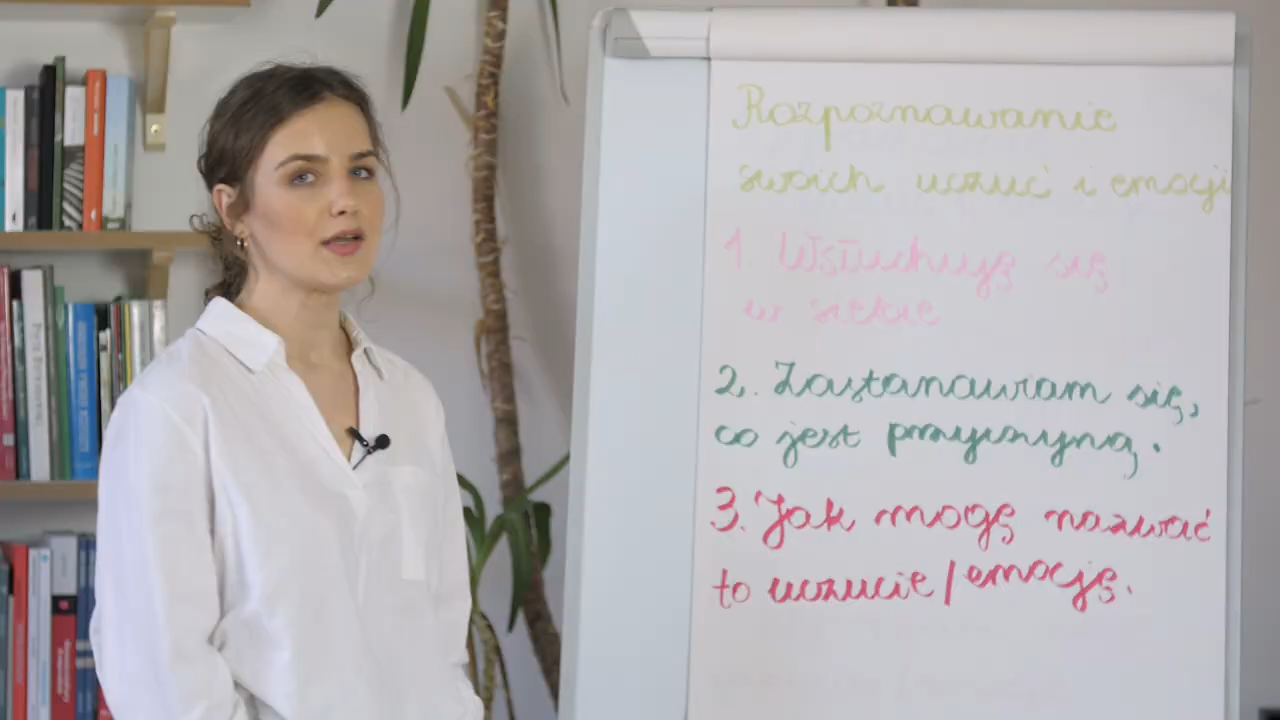 Rozpoznawanie
swoich uczuć i emocji
1 Wsłuchuję się
w siebie
2. Zastanawiam się,
co jest przyczyną.
3. Jak mogę nazwać
to uczucie/emocję.